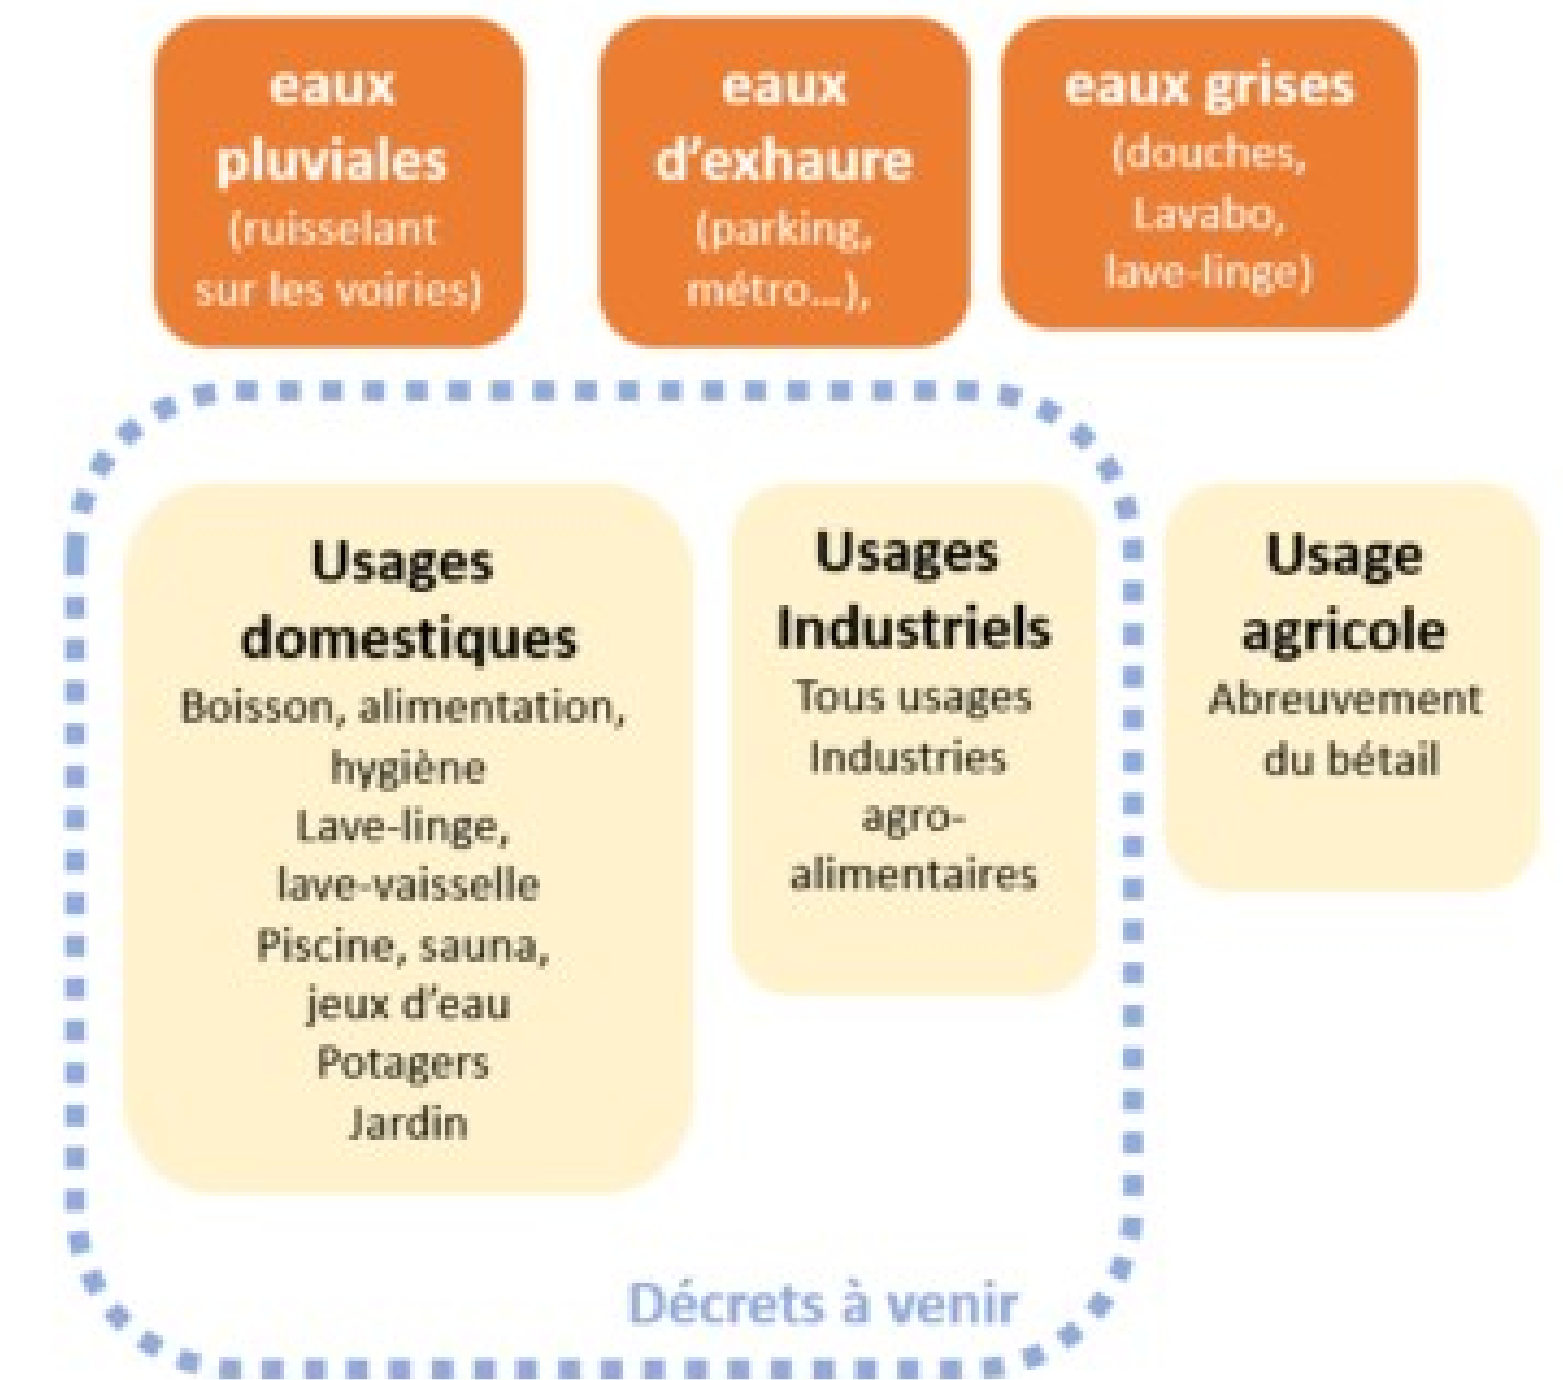 eaux
pluviales
(ruisselant
sur les voiries)
eaux
d'exhaure
(parking,
métro...),
eaux grises
(douches,
Lavabo,
lave-linge)
Usages
domestiques
Boisson, alimentation,
hygiène
Lave-linge,
lave-vaisselle
Piscine, sauna,
jeux d'eau
Potagers
Jardin
Usages
Industriels
Tous usages
Industries
agro-
alimentaires
Usage
agricole
Abreuvement
du bétail
Décrets à venir